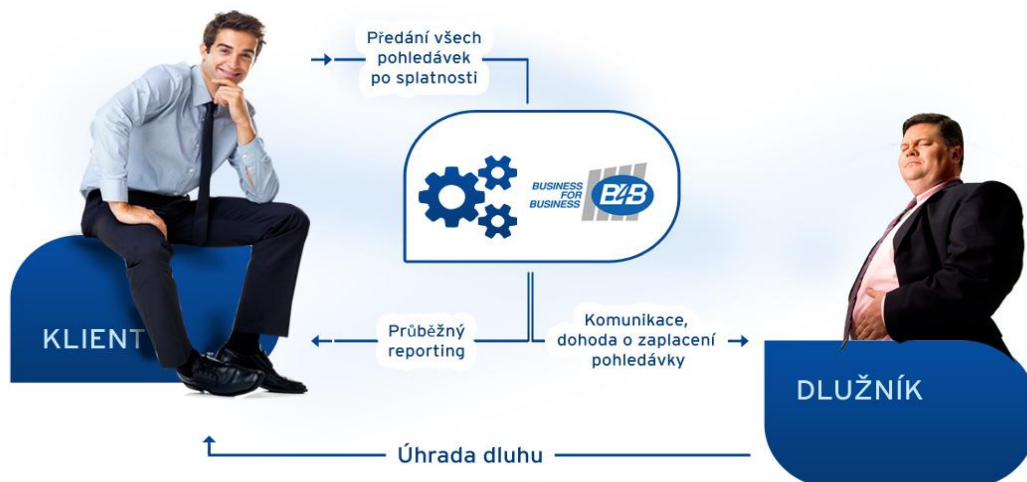 Předání všech
pohledávek
po splatnosti
BUSINESS
FOR
BUSINESS
B4B
KLIENT
Průběžný
reporting
Komunikace,
dohoda o zaplacení
pohledávky
DLUŽNÍK
Úhrada dluhu